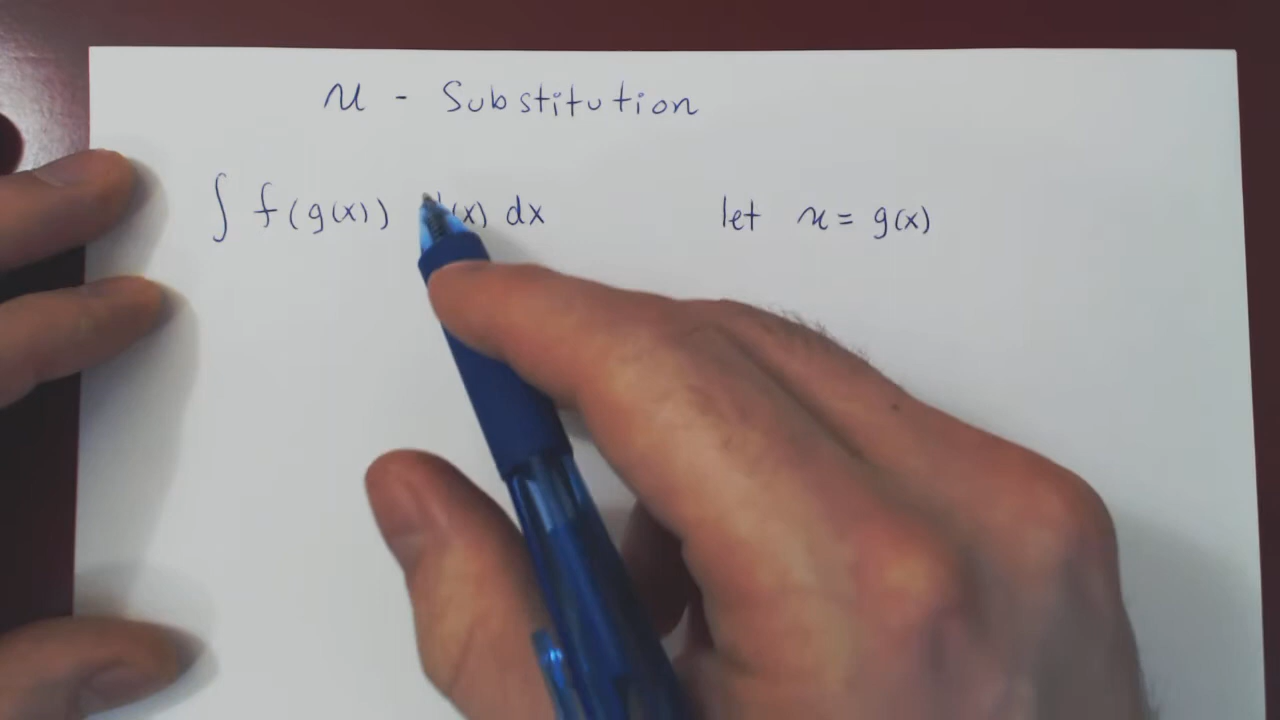 u - Substitution
∫ f(g(x)) '(x) dx let u = g(x)